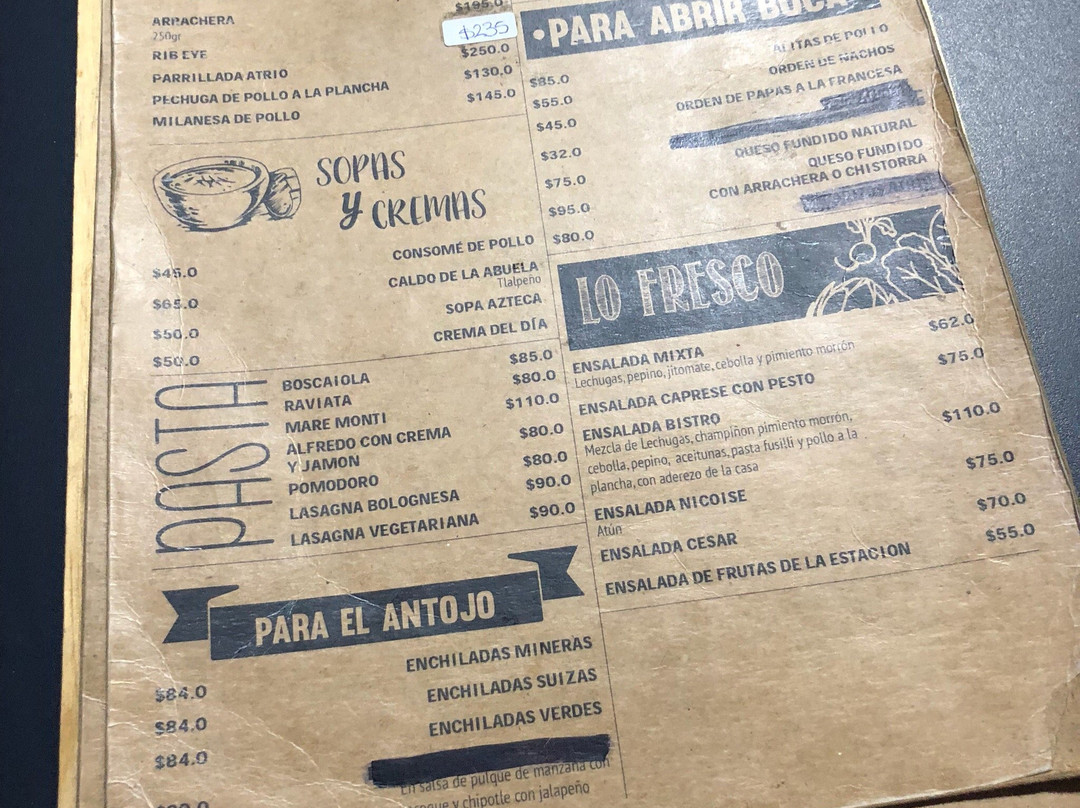 ARRACHERA
250gr
$195.0
$235
RIB EYE
$250.0
PARRILLADA ATRIO
$130.0
PECHUGA DE POLLO A LA PLANCHA
$145.0
MILANESA DE POLLO
SOPAS
Y CREMAS
CONSOMÉ DE POLLO
$45.0
CALDO DE LA ABUELA
Tlalpeño
$65.0
SOPA AZTECA
$50.0
CREMA DEL DÍA
$50.0
PASTA
BOSCAIOLA
$85.0
RAVIATA
$80.0
MARE MONTI
$110.0
ALFREDO CON CREMA
Y JAMON
$80.0
POMODORO
$80.0
LASAGNA BOLOGNESA
$90.0
LASAGNA VEGETARIANA
$90.0
PARA EL ANTOJO
ENCHILADAS MINERAS
$84.0
ENCHILADAS SUIZAS
$84.0
ENCHILADAS VERDES
$84.0
En salsa de pulque de manzana con
y chipotle con jalapeño
•PARA ABRIR BOCA
ALITAS DE POLLO
$85.0
ORDEN DE NACHOS
$55.0
ORDEN DE PAPAS A LA FRANCESA
$45.0
$32.0
QUESO FUNDIDO NATURAL
$75.0
QUESO FUNDIDO
CON ARRACHERA O CHISTORRA
$95.0
$80.0
LO FRESCO
ENSALADA MIXTA
$62.0
Lechugas, pepino, jitomate, cebolla y pimiento morrón
ENSALADA CAPRESE CON PESTO
$75.0
ENSALADA BISTRO
$110.0
Mezcla de Lechugas, champiñon pimiento morrón,
cebolla, pepino, aceitunas, pasta fusilli y pollo a la
plancha, con aderezo de la casa
ENSALADA NICOISE
$75.0
Atún
ENSALADA CESAR
$70.0
ENSALADA DE FRUTAS DE LA ESTACION
$55.0